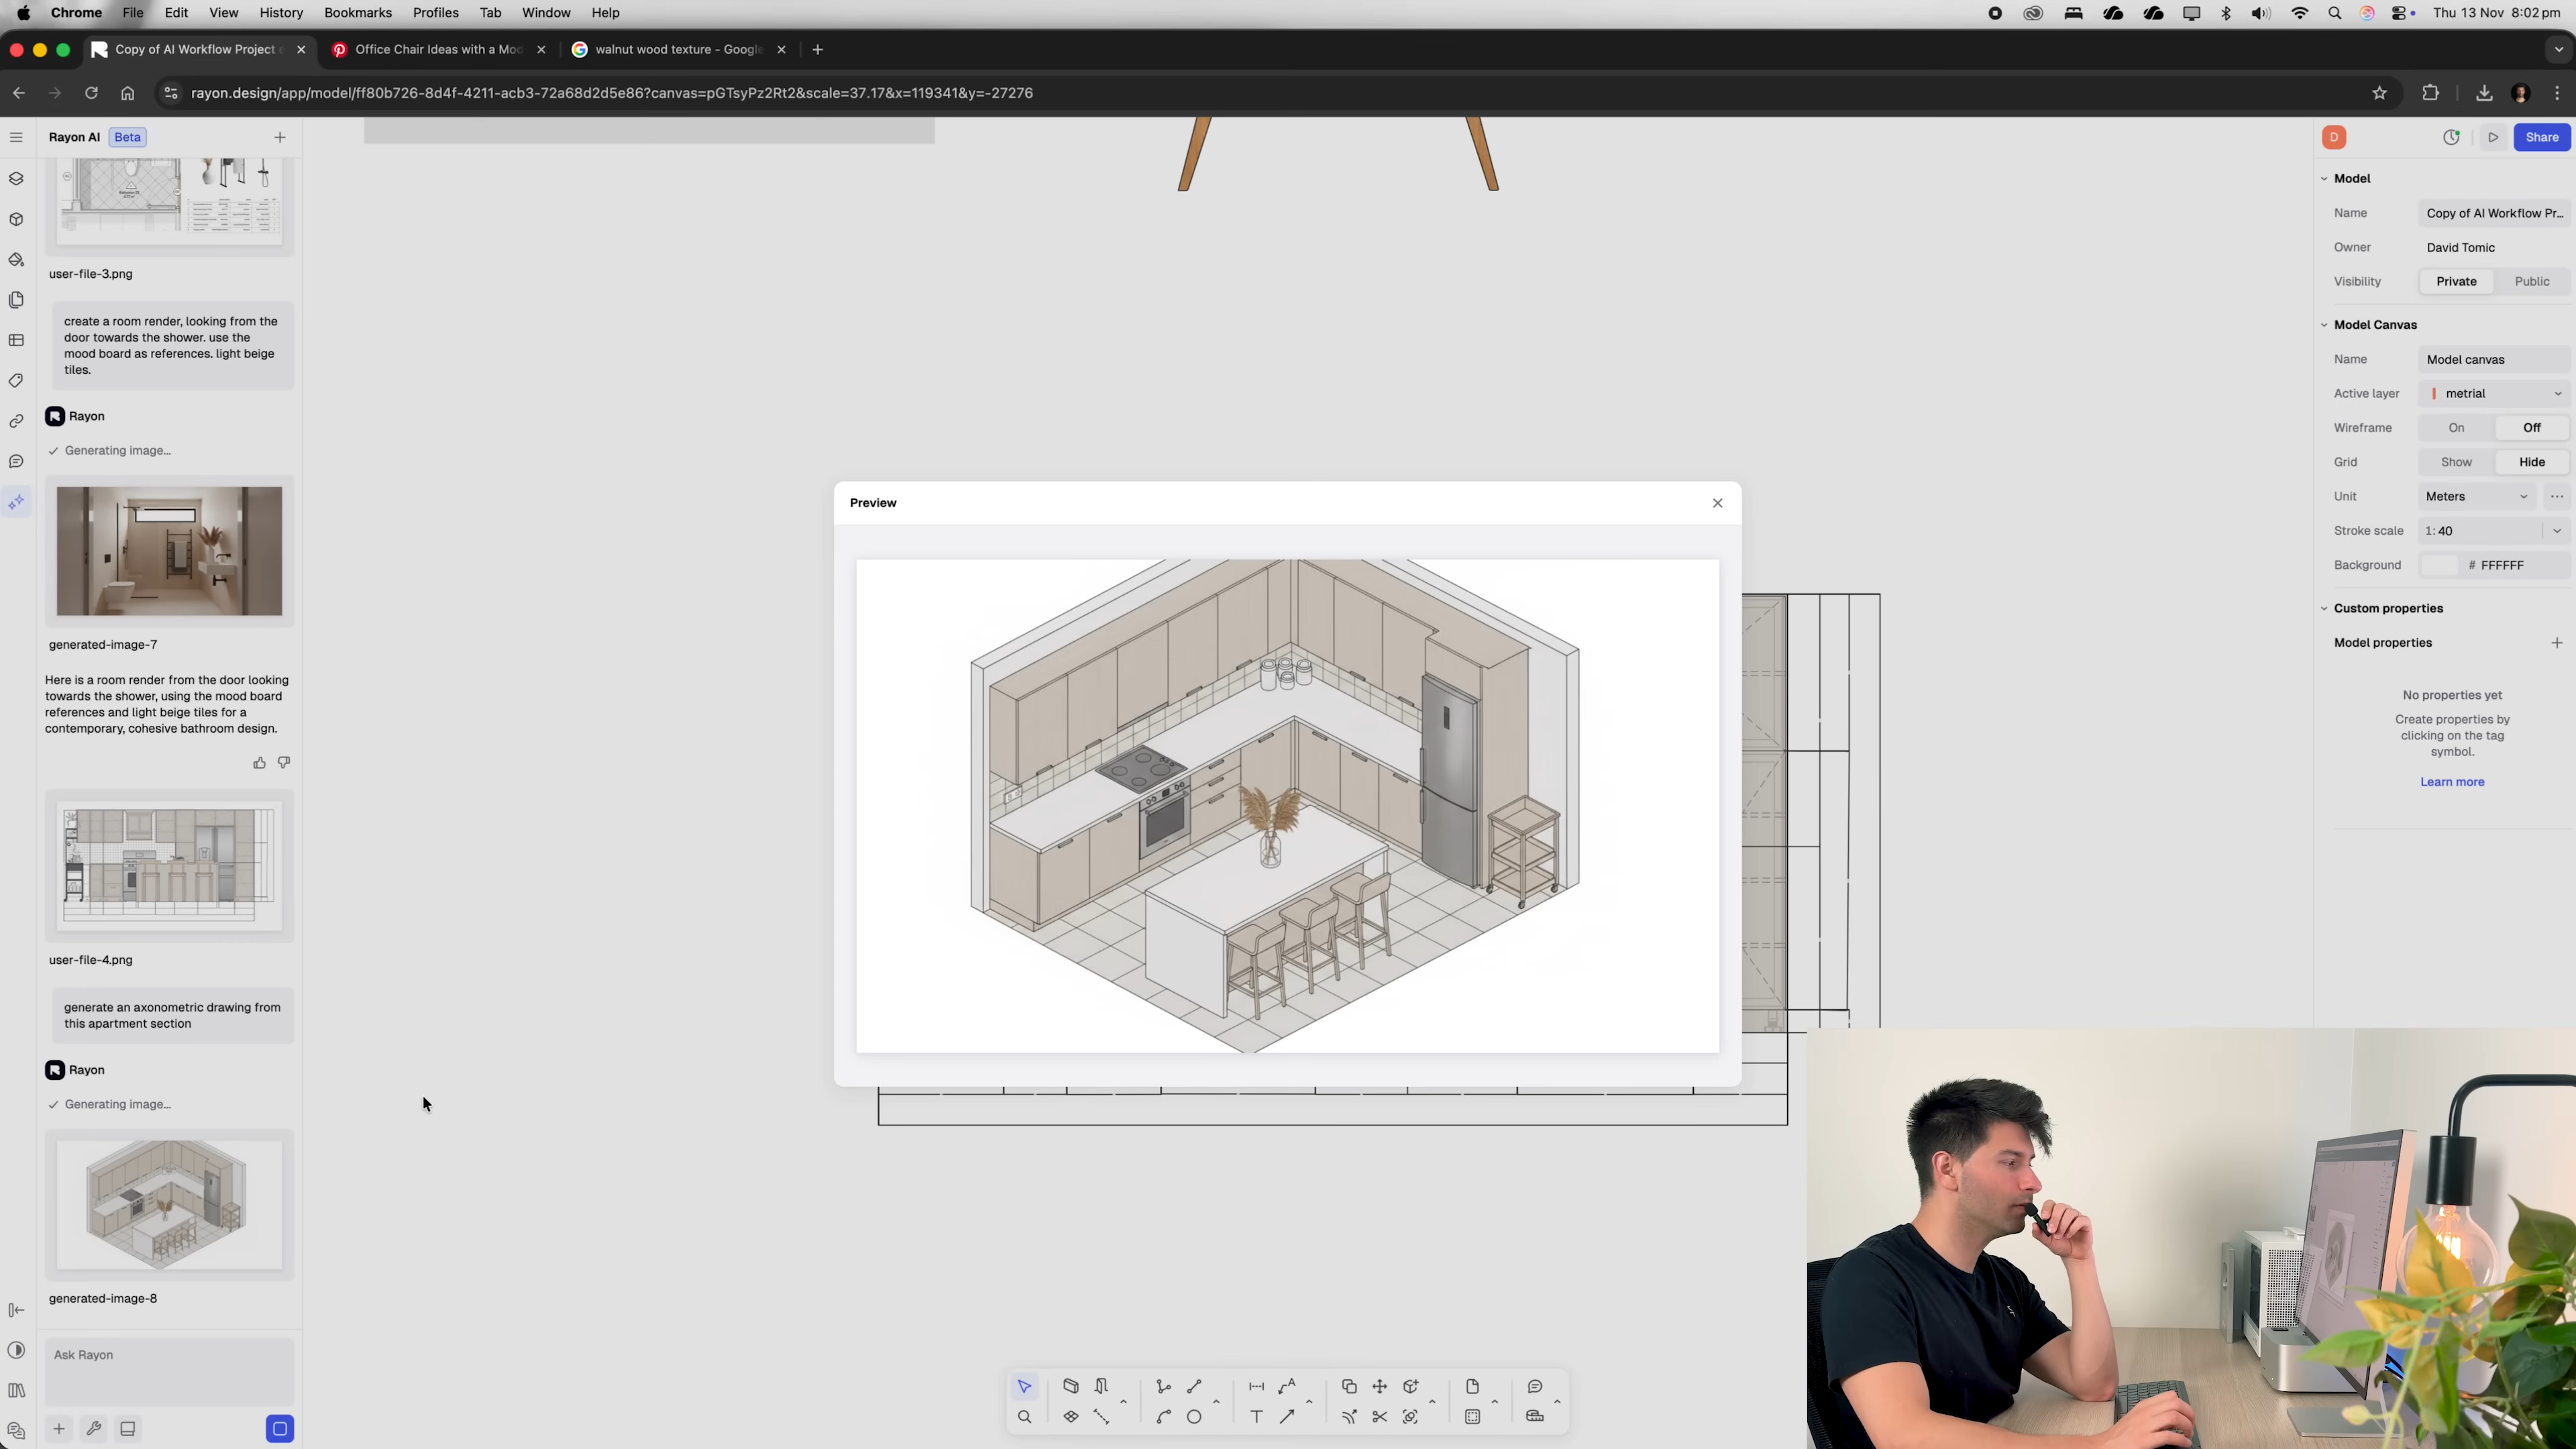 Chrome File Edit View History Bookmarks Profiles Tab Window Help
Thu 13 Nov 8:02 pm
Copy of AI Workflow Project e
Office Chair Ideas with a Mod
walnut wood texture - Google
rayon.design/app/model/ff80b726-8d4f-4211-acb3-72a68d2d5e86?canvas=pGTsyPz2Rt2&scale=37.17&x=119341&y=-27276
Rayon AI Beta
user-file-3.png
create a room render, looking from the
door towards the shower. use the
mood board as references. light beige
tiles.
Rayon
Generating image...
generated-image-7
Here is a room render from the door looking
towards the shower, using the mood board
references and light beige tiles for a
contemporary, cohesive bathroom design.
user-file-4.png
generate an axonometric drawing from
this apartment section
Rayon
Generating image...
generated-image-8
Ask Rayon
Preview
D
Share
Model
Name Copy of AI Workflow Pr...
Owner David Tomic
Visibility Private Public
Model Canvas
Name Model canvas
Active layer metrial
Wireframe On Off
Grid Show Hide
Unit Meters
Stroke scale 1: 40
Background # FFFFFF
Custom properties
Model properties
No properties yet
Create properties by
clicking on the tag
symbol.
Learn more